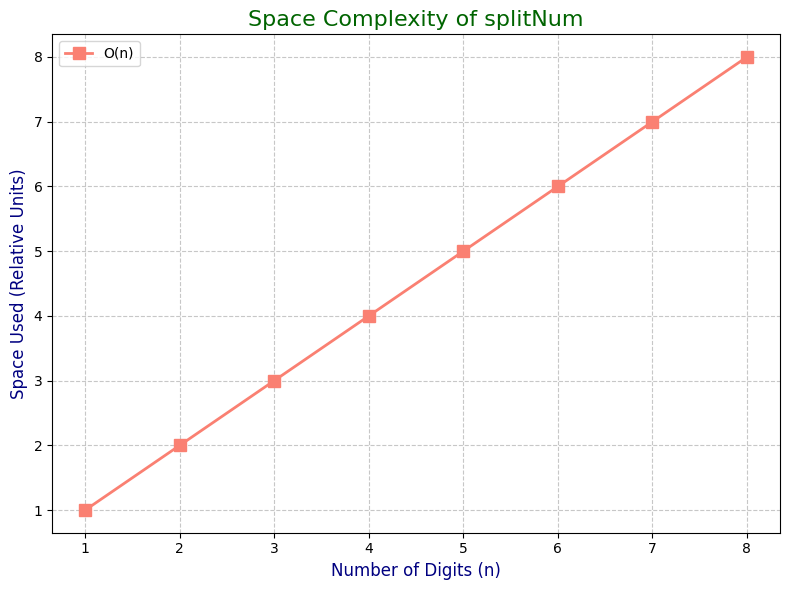 Space Complexity of splitNum
O(n)
Space Used (Relative Units)
8
7
6
5
4
3
2
1
1 2 3 4 5 6 7 8
Number of Digits (n)